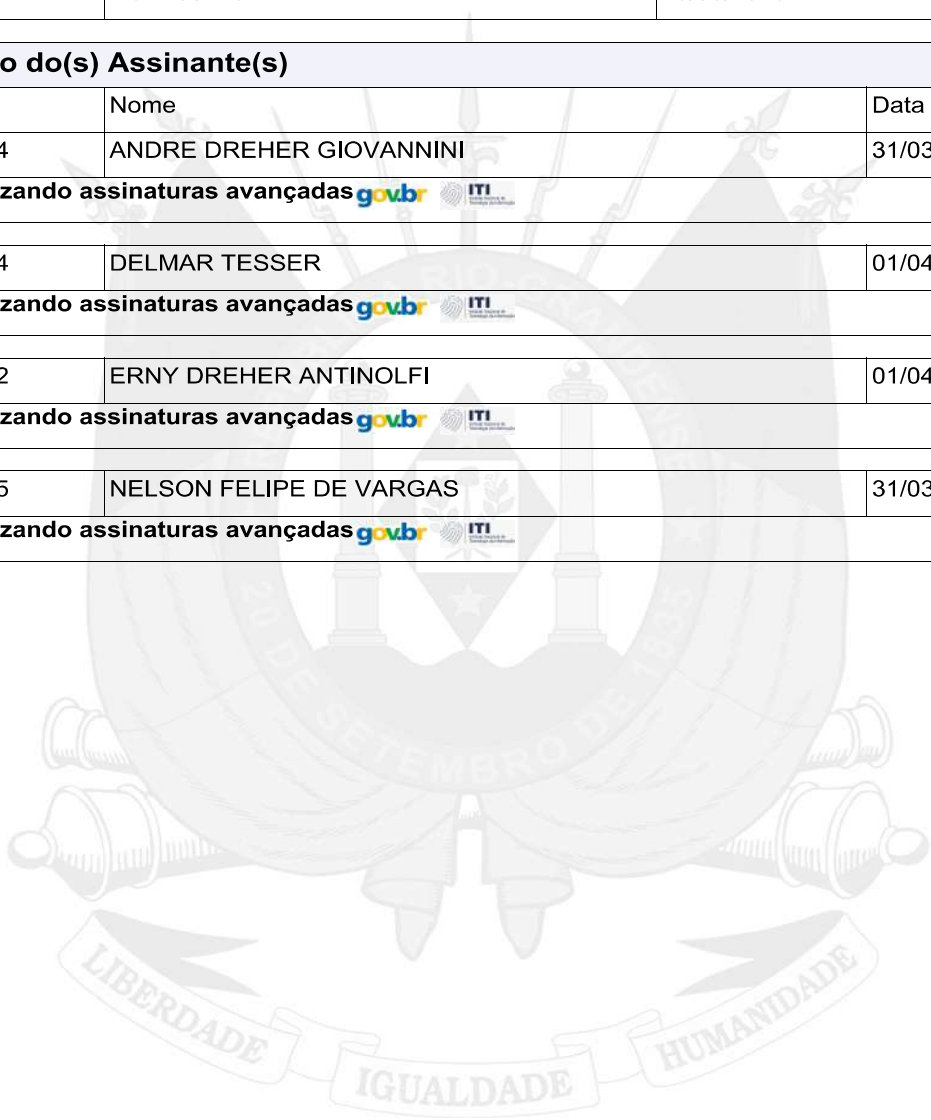 o do(s) Assinante(s)
Nome Data
4 ANDRE DREHER GIOVANNINI 31/03
zando assinaturas avançadas gov.br ITI
4 DELMAR TESSER 01/04
zando assinaturas avançadas gov.br ITI
2 ERNY DREHER ANTINOLFI 01/04
zando assinaturas avançadas gov.br ITI
5 NELSON FELIPE DE VARGAS 31/03
zando assinaturas avançadas gov.br ITI
20 DE SETEMBRO DE 1835
LIBERDADE IGUALDADE HUMANIDADE